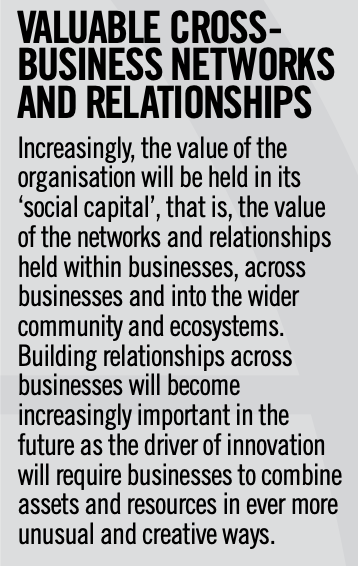 VALUABLE CROSS-
BUSINESS NETWORKS
AND RELATIONSHIPS
Increasingly, the value of the
organisation will be held in its
‘social capital’, that is, the value
of the networks and relationships
held within businesses, across
businesses and into the wider
community and ecosystems.
Building relationships across
businesses will become
increasingly important in the
future as the driver of innovation
will require businesses to combine
assets and resources in ever more
unusual and creative ways.